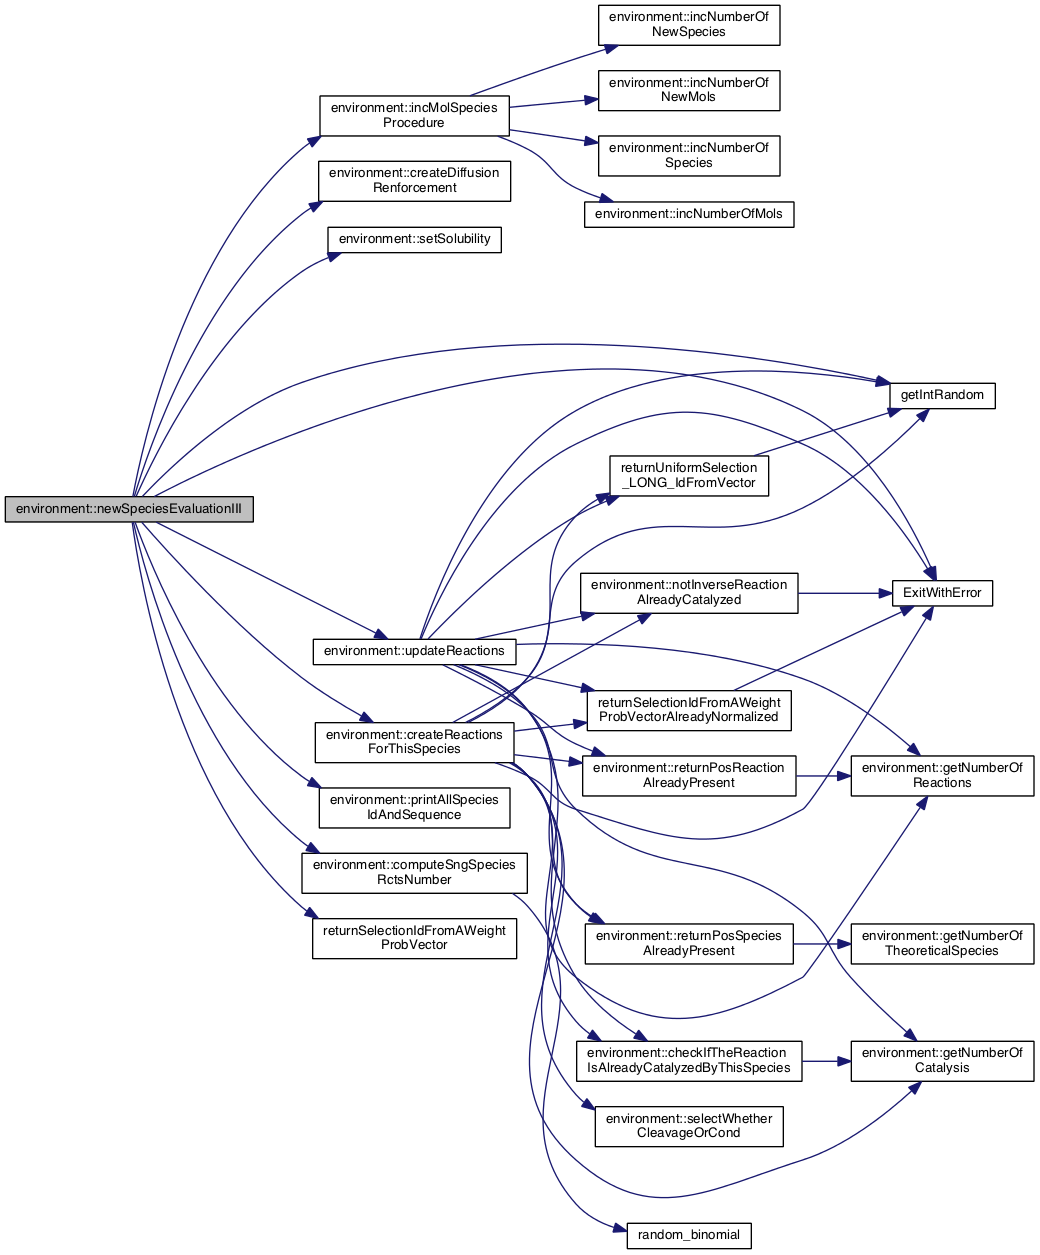 environment::incNumberOf
NewSpecies
environment::incNumberOf
NewMols
environment::incMolSpecies
Procedure
environment::incNumberOf
Species
environment::createDiffusion
Renforcement
environment::incNumberOfMols
environment::setSolubility
getIntRandom
returnUniformSelection
_LONG_IdFromVector
environment::newSpeciesEvaluationIII
environment::notInverseReaction
AlreadyCatalyzed
ExitWithError
environment::updateReactions
returnSelectionIdFromAWeight
ProbVectorAlreadyNormalized
environment::createReactions
ForThisSpecies
environment::returnPosReaction
AlreadyPresent
environment::getNumberOf
Reactions
environment::printAllSpecies
IdAndSequence
environment::computeSngSpecies
RctsNumber
returnSelectionIdFromAWeight
ProbVector
environment::returnPosSpecies
AlreadyPresent
environment::getNumberOf
TheoreticalSpecies
environment::checkIfTheReaction
IsAlreadyCatalyzedByThisSpecies
environment::getNumberOf
Catalysis
environment::selectWhether
CleavageOrCond
random_binomial